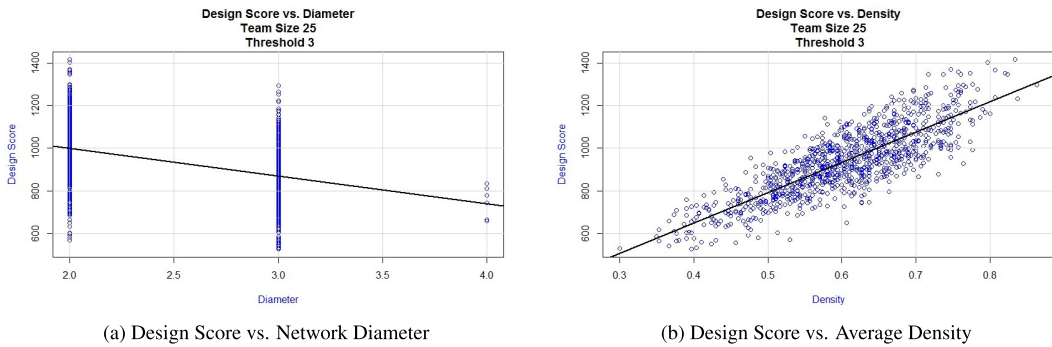 Design Score vs. Diameter
Team Size 25
Threshold 3
1400
1200
1000
800
600
Design Score
2.0 2.5 3.0 3.5 4.0
Diameter
(a) Design Score vs. Network Diameter
Design Score vs. Density
Team Size 25
Threshold 3
1400
1200
1000
800
600
Design Score
0.3 0.4 0.5 0.6 0.7 0.8
Density
(b) Design Score vs. Average Density